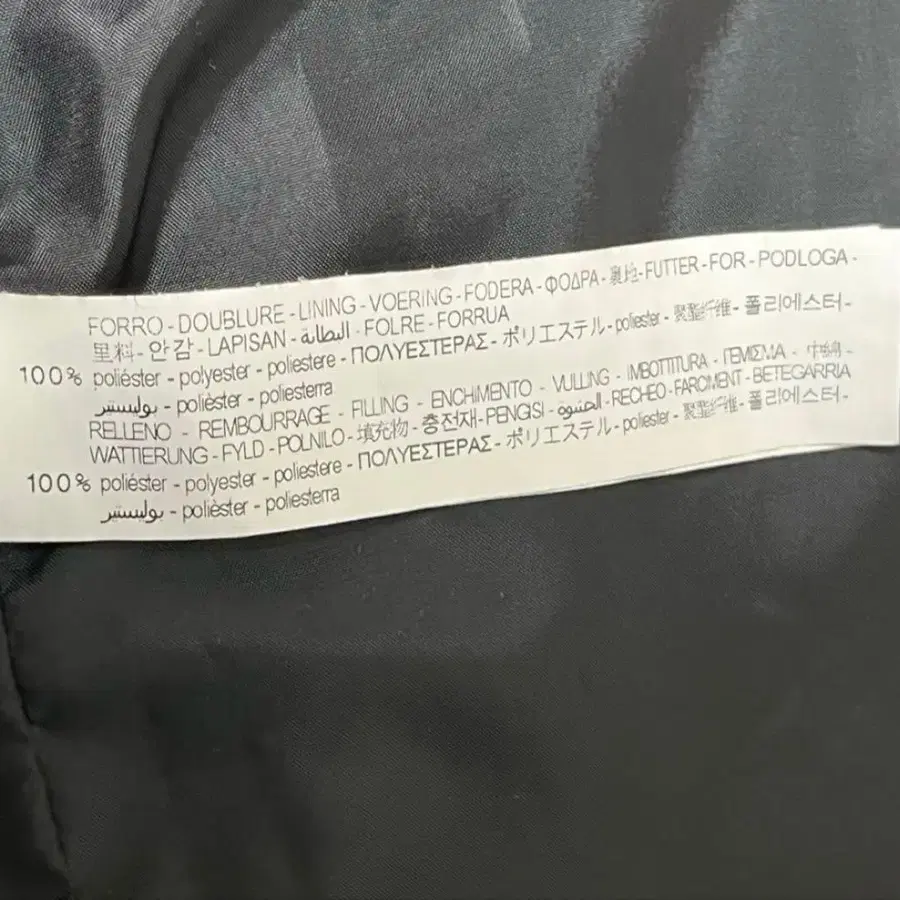 FORRO - DOUBLURE - LINING - VOERING - FODERA - ΦΟΔΡΑ - 裏地 - FUTTER - FOR - PODLOGA -
里料 - 안감 - LAPISAN - البطانة - FOLRE - FORRUA
100% poliéster - polyester - poliestere - ΠΟΛΥΕΣΤΕΡΑΣ - ポリエステル - poliester - 聚酯纤维 - 폴리에스터 -
بوليستير - polièster - poliesterra
RELLENO - REMBOURRAGE - FILLING - ENCHIMENTO - VULLING - IMBOTTITURA - ΓΕΜΙΣΜΑ - 中綿 -
WATTIERUNG - FYLD - POLNILO - 填充物 - 충전재 - PENGISI - الحشوة - RECHEO - FARCIMENT - BETEGARRIA
100% poliéster - polyester - poliestere - ΠΟΛΥΕΣΤΕΡΑΣ - ポリエステル - poliester - 聚酯纤维 - 폴리에스터 -
بوليستير - polièster - poliesterra